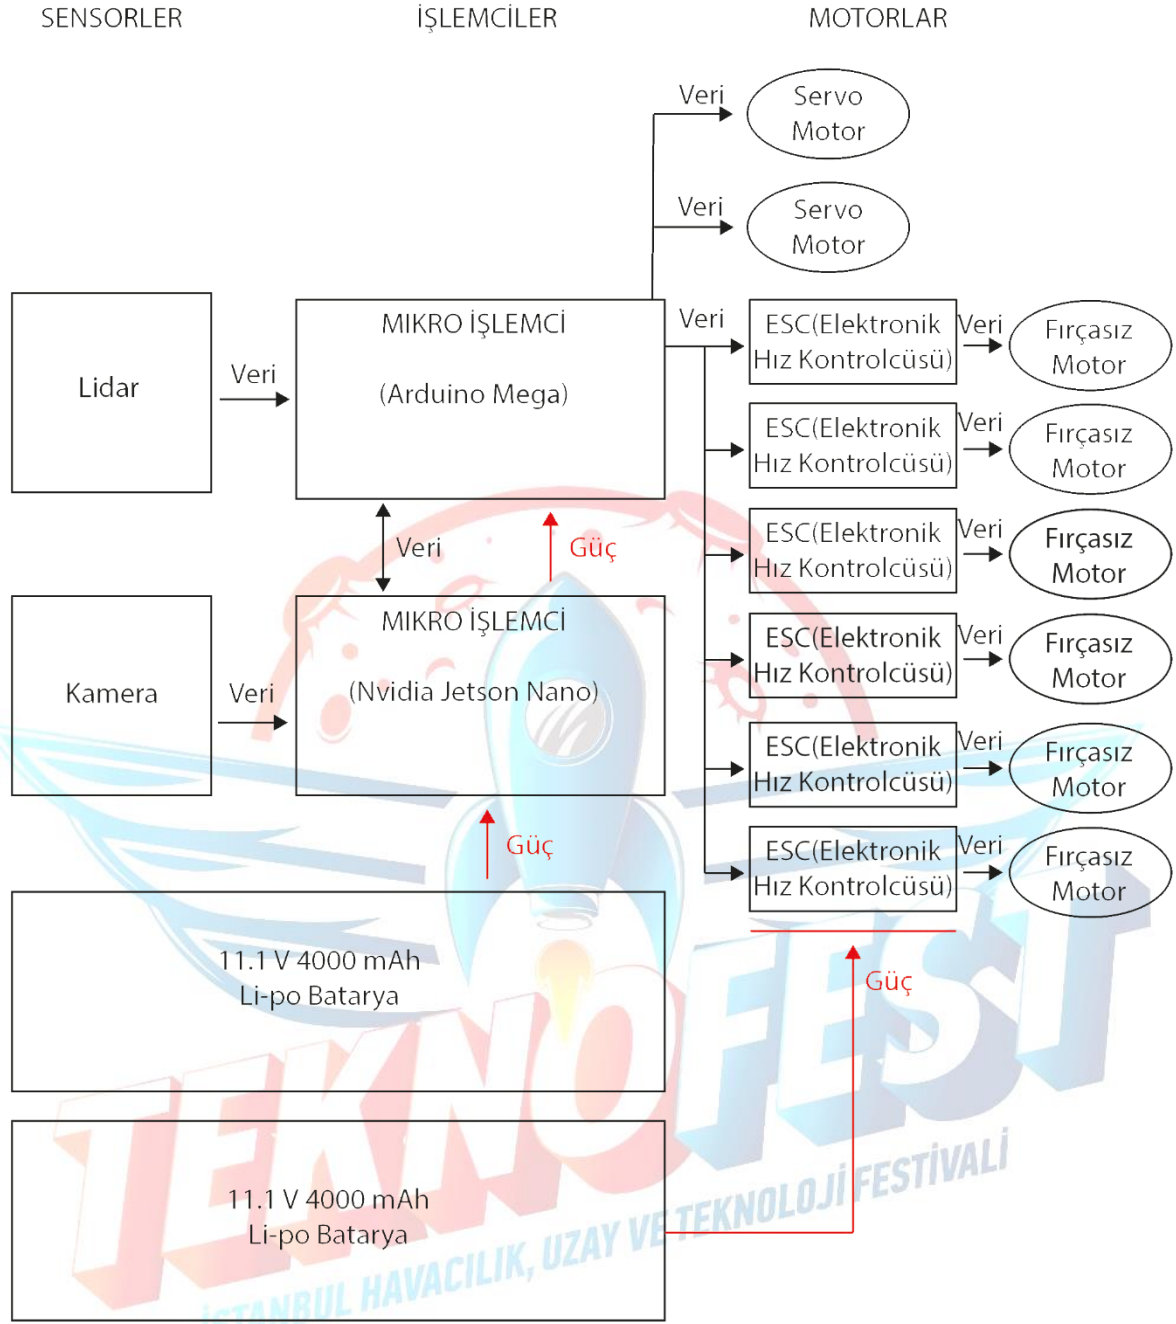 SENSORLER
İŞLEMCİLER
MOTORLAR
Veri
Servo
Motor
Veri
Servo
Motor
Lidar
Veri
MIKRO İŞLEMCİ
(Arduino Mega)
Veri
ESC(Elektronik
Hız Kontrolcüsü)
Veri
Fırçasız
Motor
ESC(Elektronik
Hız Kontrolcüsü)
Veri
Fırçasız
Motor
Veri
Güç
ESC(Elektronik
Hız Kontrolcüsü)
Veri
Fırçasız
Motor
Kamera
Veri
MIKRO İŞLEMCİ
(Nvidia Jetson Nano)
ESC(Elektronik
Hız Kontrolcüsü)
Veri
Fırçasız
Motor
ESC(Elektronik
Hız Kontrolcüsü)
Veri
Fırçasız
Motor
Güç
ESC(Elektronik
Hız Kontrolcüsü)
Veri
Fırçasız
Motor
11.1 V 4000 mAh
Li-po Batarya
Güç
11.1 V 4000 mAh
Li-po Batarya
TEKNOFEST
İSTANBUL HAVACILIK, UZAY VE TEKNOLOJİ FESTİVALİ